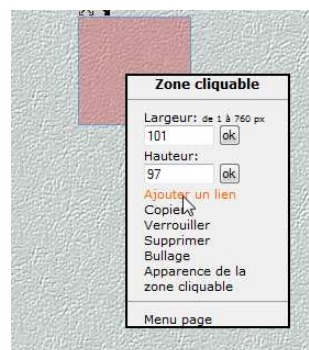 Zone cliquable
Largeur: de 1 à 760 px
101 ok
Hauteur:
97 ok
Ajouter un lien
Copier
Verrouiller
Supprimer
Bullage
Apparence de la
zone cliquable
Menu page